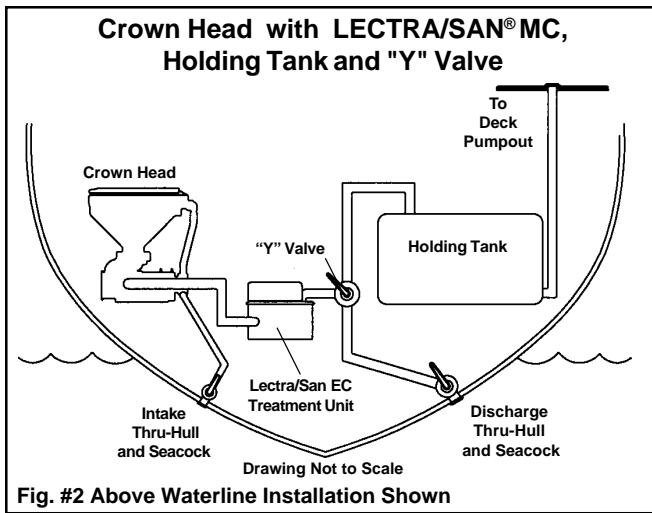 Crown Head with LECTRA/SAN® MC,
Holding Tank and "Y" Valve
To
Deck
Pumpout
Crown Head
“Y” Valve
Holding Tank
Lectra/San EC
Treatment Unit
Intake
Thru-Hull
and Seacock
Discharge
Thru-Hull
and Seacock
Drawing Not to Scale
Fig. #2 Above Waterline Installation Shown